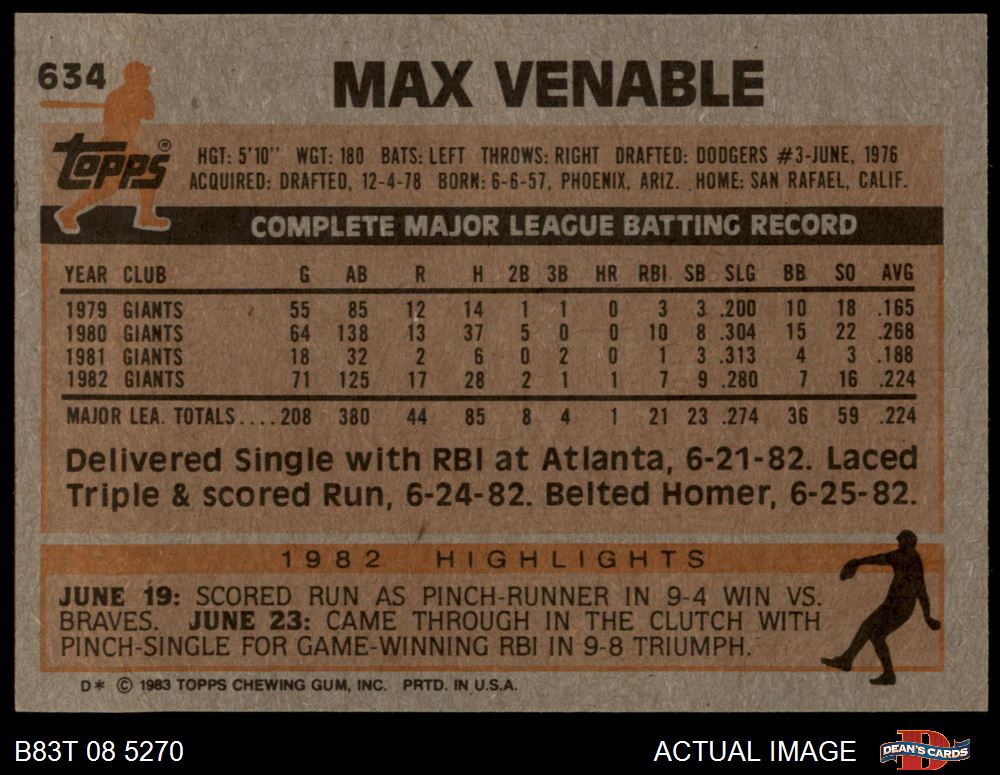 634
MAX VENABLE
topps®
HGT: 5'10" WGT: 180 BATS: LEFT THROWS: RIGHT DRAFTED: DODGERS #3-JUNE, 1976
ACQUIRED: DRAFTED, 12-4-78 BORN: 6-6-57, PHOENIX, ARIZ. HOME: SAN RAFAEL, CALIF.
COMPLETE MAJOR LEAGUE BATTING RECORD
YEAR CLUB G AB R H 2B 3B HR RBI SB SLG BB SO AVG
1979 GIANTS 55 85 12 14 1 1 0 3 3 .200 10 18 .165
1980 GIANTS 64 138 13 37 5 0 0 10 8 .304 15 22 .268
1981 GIANTS 18 32 2 6 0 2 0 1 3 .313 4 3 .188
1982 GIANTS 71 125 17 28 2 1 1 7 9 .280 7 16 .224
MAJOR LEA. TOTALS....208 380 44 85 8 4 1 21 23 .274 36 59 .224
Delivered Single with RBI at Atlanta, 6-21-82. Laced
Triple & scored Run, 6-24-82. Belted Homer, 6-25-82.
1982 HIGHLIGHTS
JUNE 19: SCORED RUN AS PINCH-RUNNER IN 9-4 WIN VS.
BRAVES. JUNE 23: CAME THROUGH IN THE CLUTCH WITH
PINCH-SINGLE FOR GAME-WINNING RBI IN 9-8 TRIUMPH.
D* © 1983 TOPPS CHEWING GUM, INC. PRTD. IN U.S.A.
B83T 08 5270
ACTUAL IMAGE
DEAN'S CARDS